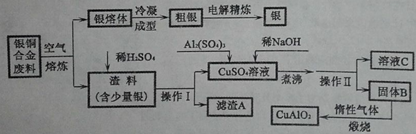 银铜
合金
废料
空气
熔炼
银熔体
冷凝
成型
粗银
电解精炼
银
稀H₂SO₄
渣料
(含少量银)
操作Ⅰ
Al₂(SO₄)₃
稀NaOH
CuSO₄溶液
滤渣A
煮沸
操作Ⅱ
溶液C
固体B
惰性气体
煅烧
CuAlO₂